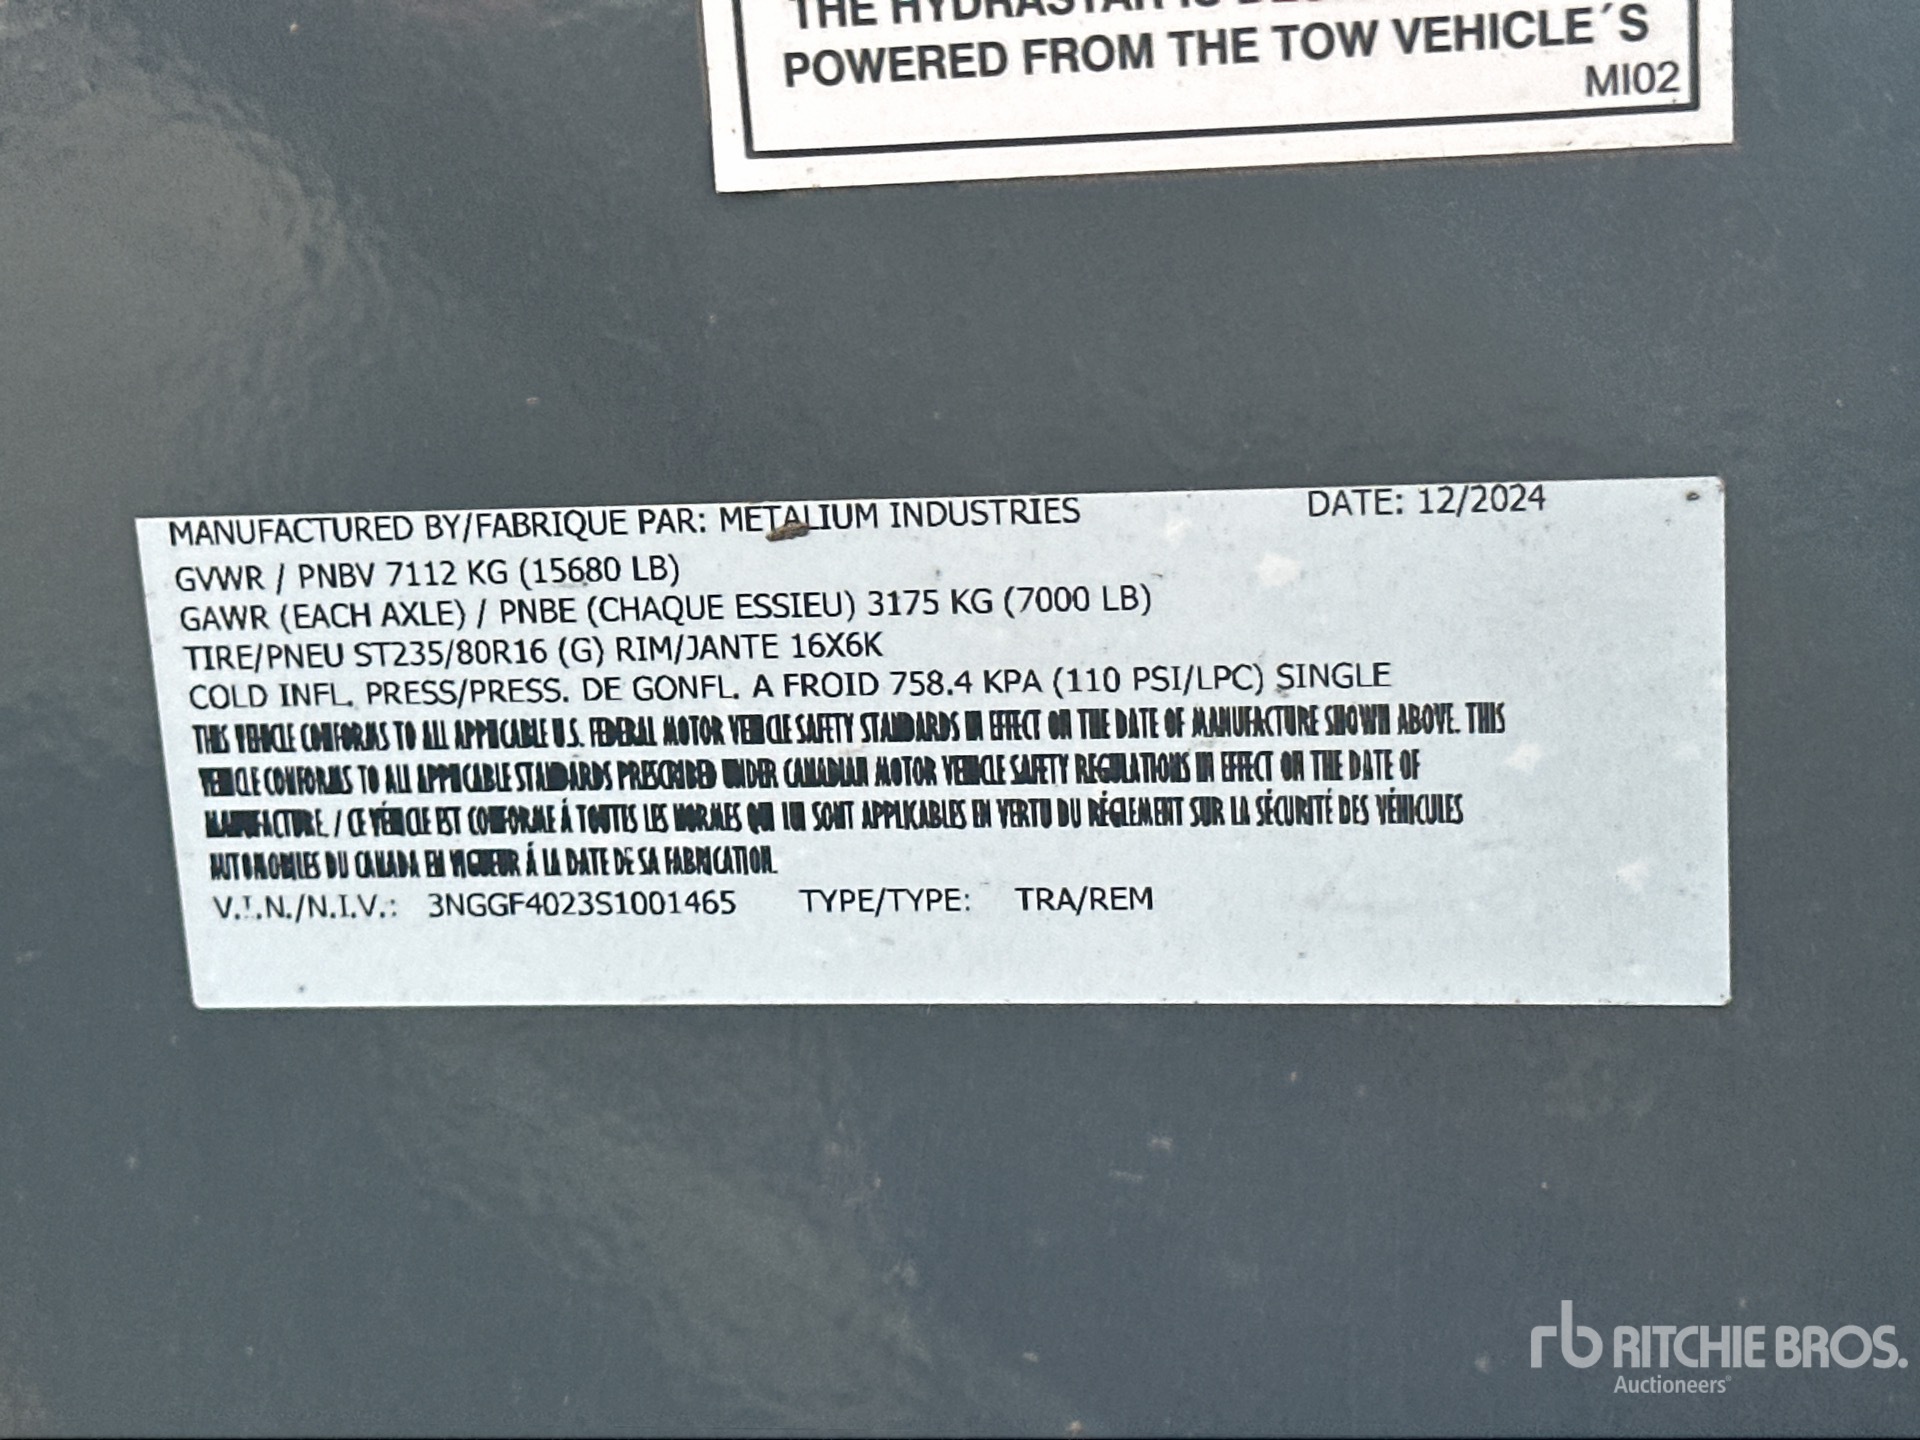 THE HYDRASTAR IS
POWERED FROM THE TOW VEHICLE´S
MI02
MANUFACTURED BY/FABRIQUE PAR: METALIUM INDUSTRIES DATE: 12/2024
GVWR / PNBV 7112 KG (15680 LB)
GAWR (EACH AXLE) / PNBE (CHAQUE ESSIEU) 3175 KG (7000 LB)
TIRE/PNEU ST235/80R16 (G) RIM/JANTE 16X6K
COLD INFL. PRESS/PRESS. DE GONFL. A FROID 758.4 KPA (110 PSI/LPC) SINGLE
THIS VEHICLE CONFORMS TO ALL APPLICABLE U.S. FEDERAL MOTOR VEHICLE SAFETY STANDARDS IN EFFECT ON THE DATE OF MANUFACTURE SHOWN ABOVE. THIS
VEHICLE CONFORMS TO ALL APPLICABLE STANDARDS PRESCRIBED UNDER CANADIAN MOTOR VEHICLE SAFETY REGULATIONS IN EFFECT ON THE DATE OF
MANUFACTURE. / CE VÉHICLE EST CONFORME À TOUTES LES NORMES QUI LUI SONT APPLICABLES EN VERTU DU RÉGLEMENT SUR LA SÉCURITÉ DES VÉHICULES
AUTOMOBILES DU CANADA EN VIGUEUR À LA DATE DE SA FABRICATION.
V.I.N./N.I.V.: 3NGGF4023S1001465 TYPE/TYPE: TRA/REM
rb RITCHIE BROS.
Auctioneers